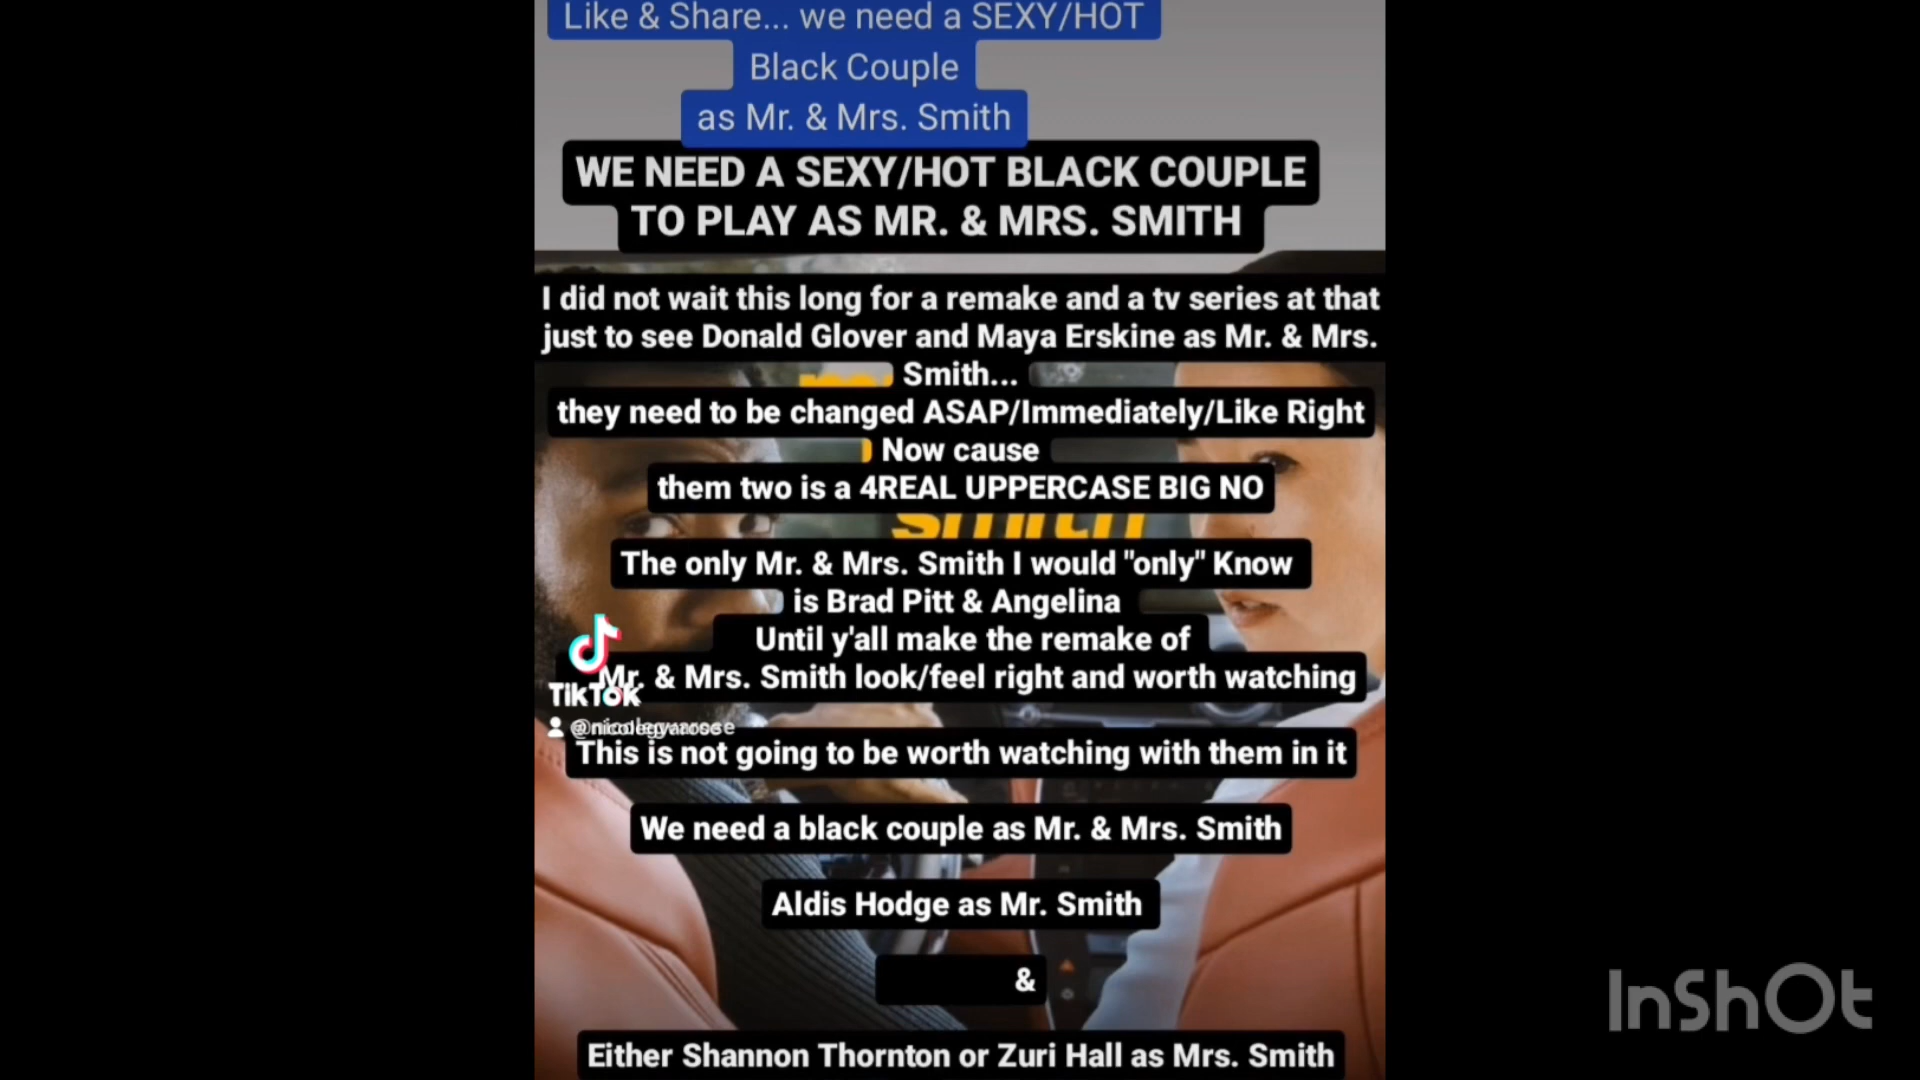 Like & Share... we need a SEXY/HOT
Black Couple
as Mr. & Mrs. Smith
WE NEED A SEXY/HOT BLACK COUPLE
TO PLAY AS MR. & MRS. SMITH
I did not wait this long for a remake and a tv series at that
just to see Donald Glover and Maya Erskine as Mr. & Mrs.
Smith...
they need to be changed ASAP/Immediately/Like Right
Now cause
them two is a 4REAL UPPERCASE BIG NO
smith
The only Mr. & Mrs. Smith I would "only" Know
is Brad Pitt & Angelina
Until y'all make the remake of
Mr. & Mrs. Smith look/feel right and worth watching
TikTok
This is not going to be worth watching with them in it
We need a black couple as Mr. & Mrs. Smith
Aldis Hodge as Mr. Smith
&
Either Shannon Thornton or Zuri Hall as Mrs. Smith
InShOt